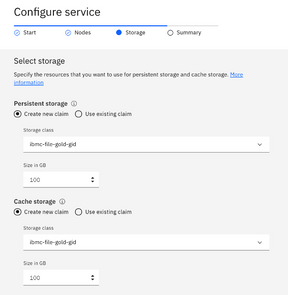 Configure service
Start
Nodes
Storage
Summary
Select storage
Specify the resources that you want to use for persistent storage and cache storage. More
information
Persistent storage
Create new claim
Use existing claim
Storage class
ibmc-file-gold-gid
Size in GB
100
Cache storage
Create new claim
Use existing claim
Storage class
ibmc-file-gold-gid
Size in GB
100